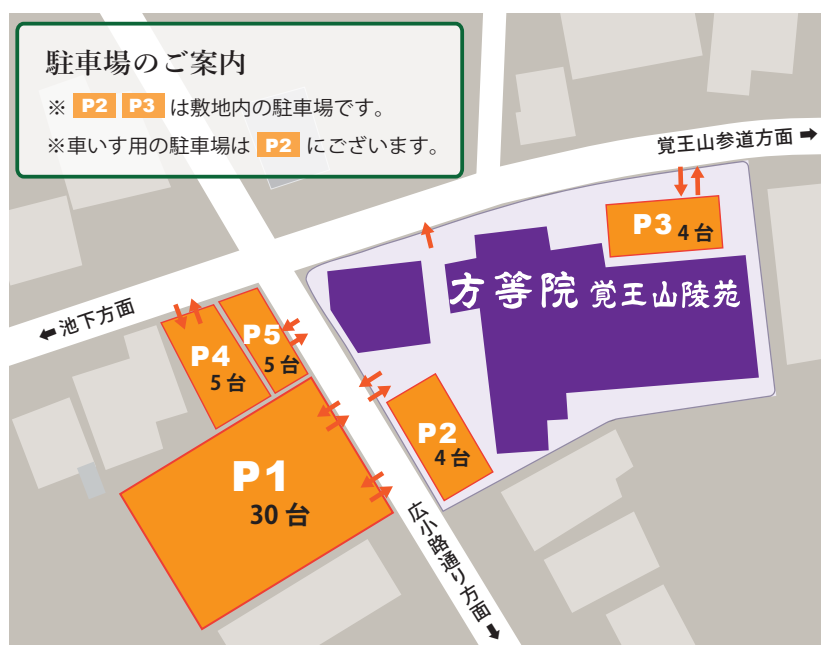 駐車場のご案内
※ P2 P3 は敷地内の駐車場です。
※車いす用の駐車場は P2 にございます。
覚王山参道方面➡
P3 4台
方等院 覚王山陵苑
⬅池下方面
P5
5台
P4
5台
P2
4台
P1
30台
広小路通り方面➡